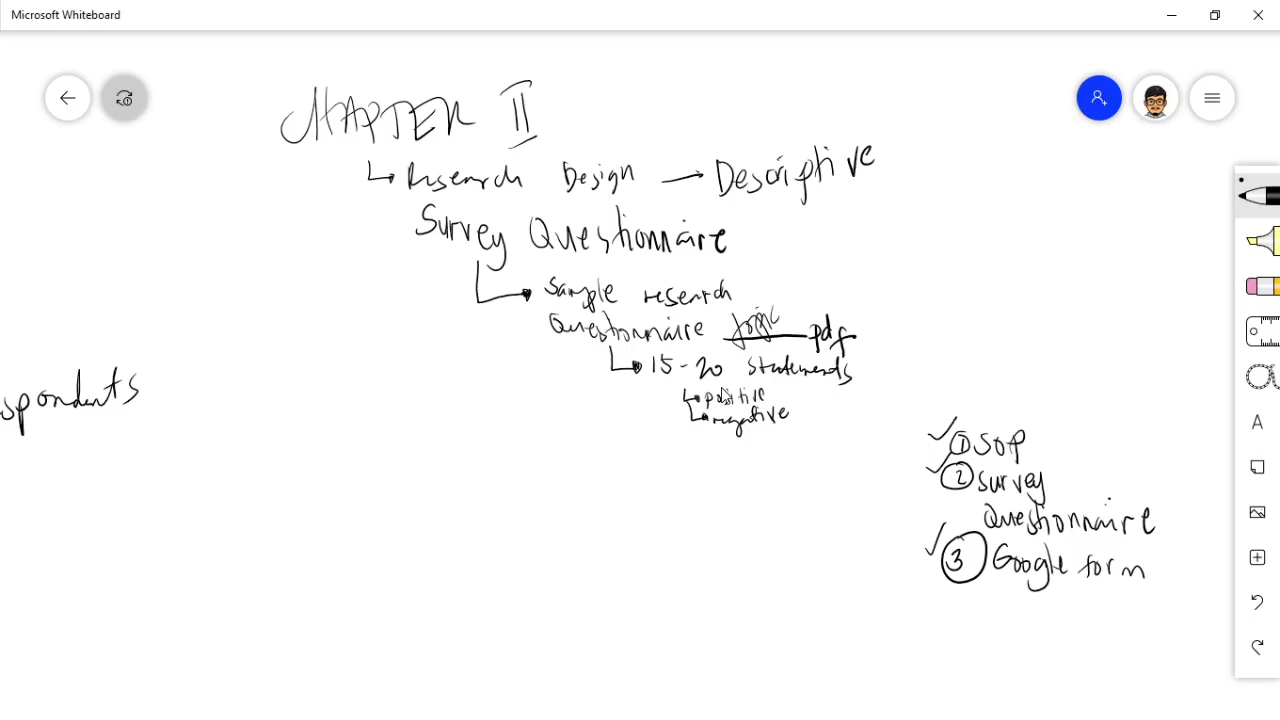 Microsoft Whiteboard
CHAPTER II
Research Design → Descriptive
Survey Questionnaire
Sample research
Questionnaire pdf
15-20 statements
positive
negative
spondents
① SOP
② Survey
Questionnaire
③ Google form
A